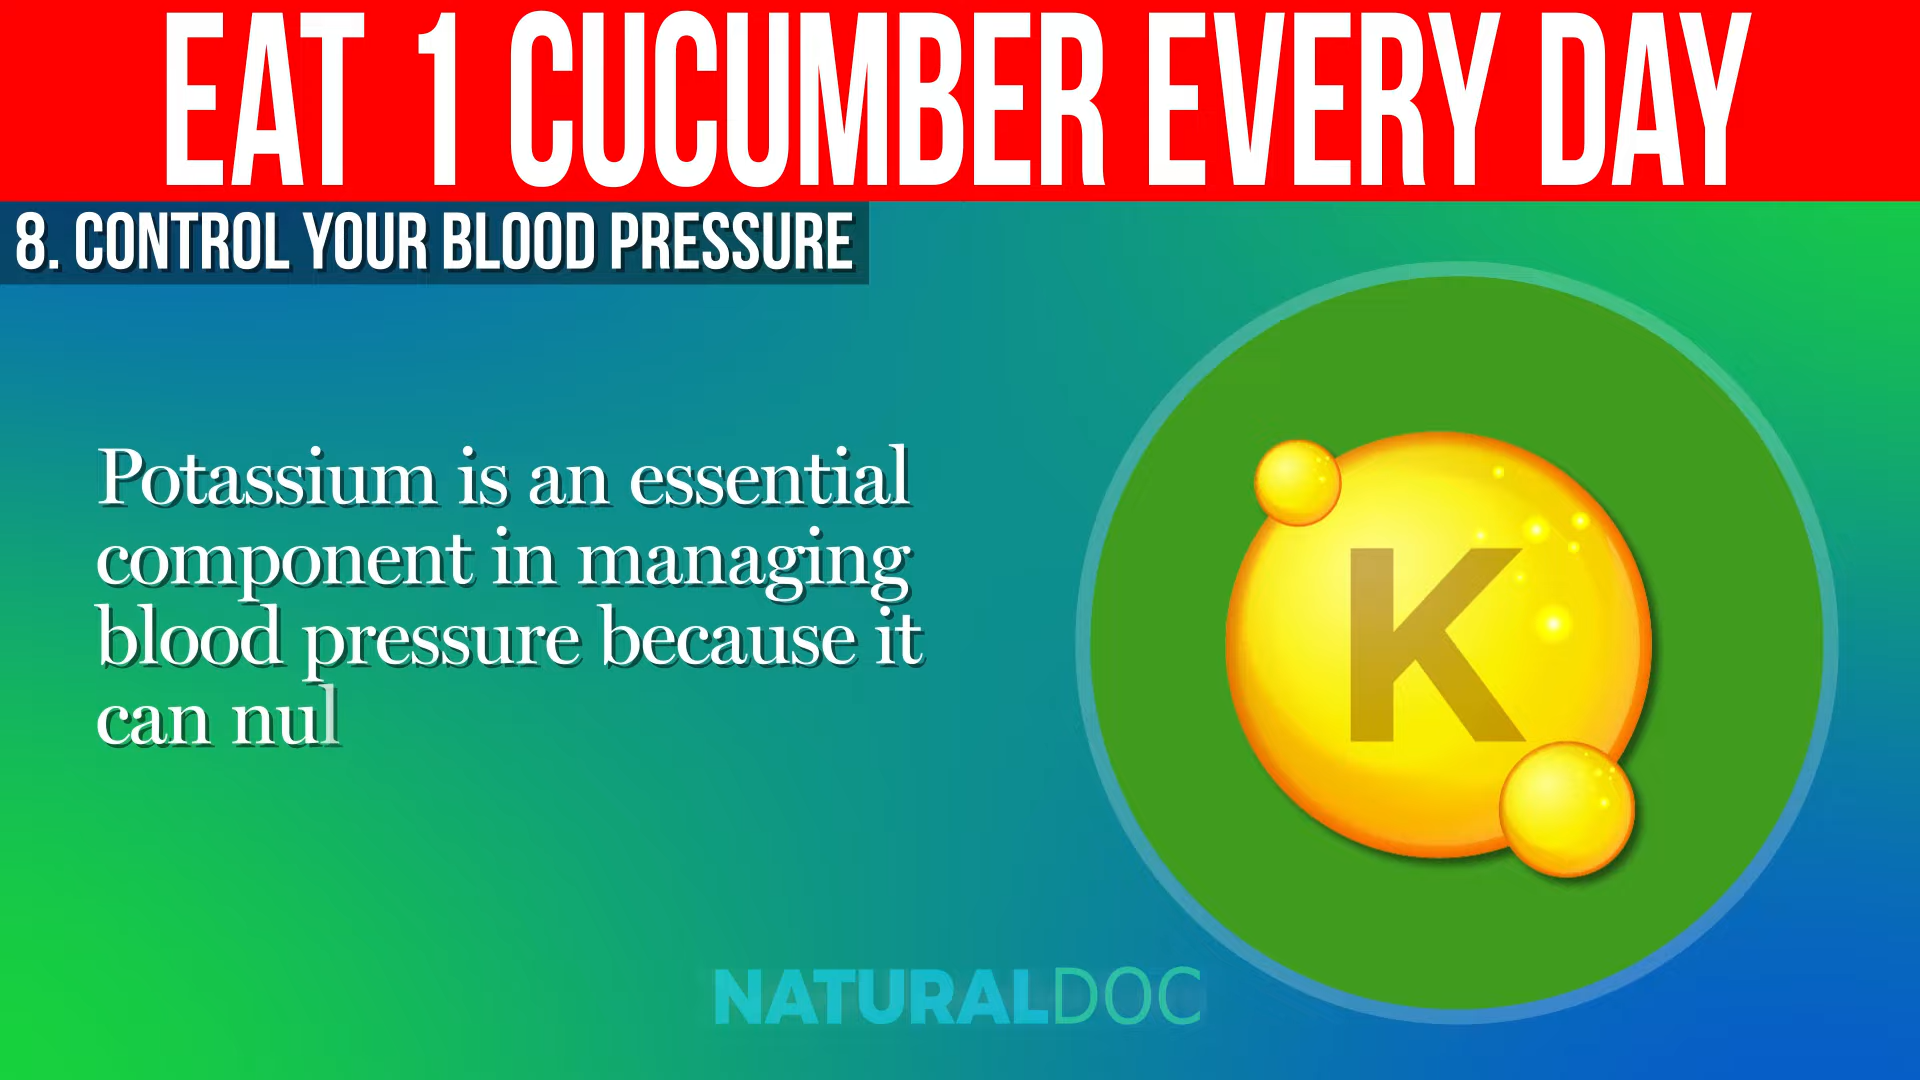 EAT 1 CUCUMBER EVERY DAY
8. CONTROL YOUR BLOOD PRESSURE
Potassium is an essential
component in managing
blood pressure because it
can nul
K
NATURALDOC